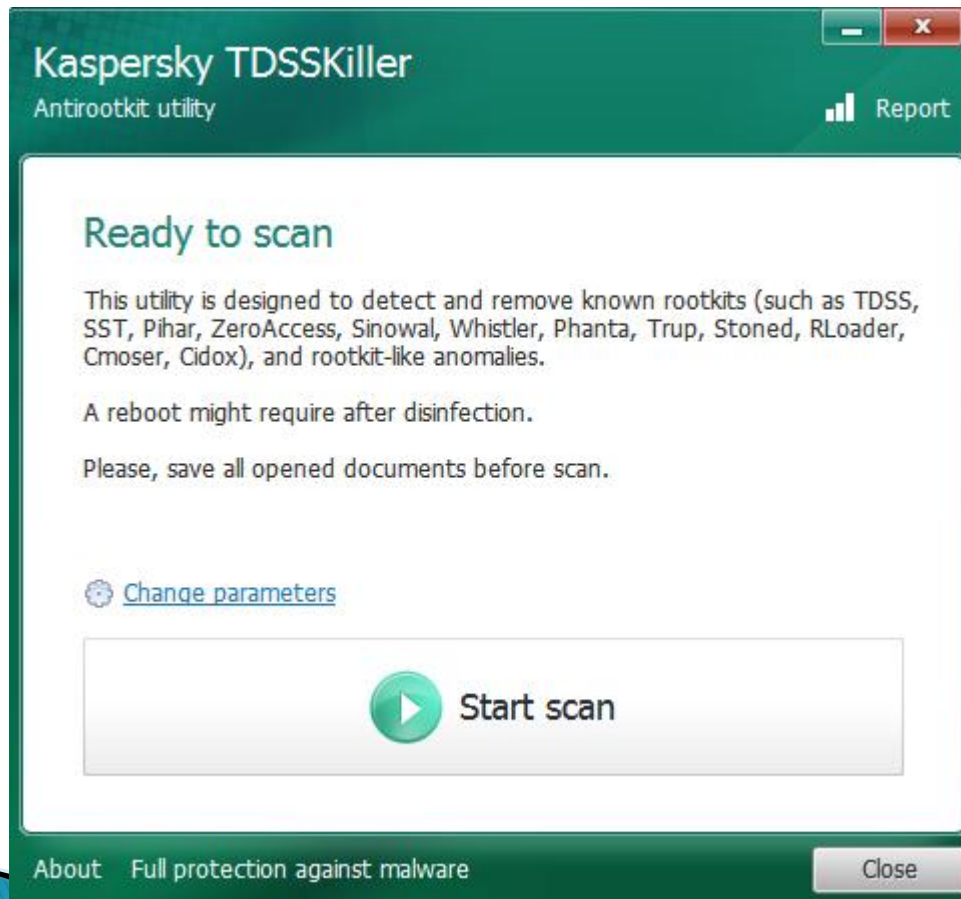 Kaspersky TDSSKiller
Antirootkit utility
Report
Ready to scan
This utility is designed to detect and remove known rootkits (such as TDSS,
SST, Pihar, ZeroAccess, Sinowal, Whistler, Phanta, Trup, Stoned, RLoader,
Cmoser, Cidox), and rootkit-like anomalies.
A reboot might require after disinfection.
Please, save all opened documents before scan.
Change parameters
Start scan
About
Full protection against malware
Close